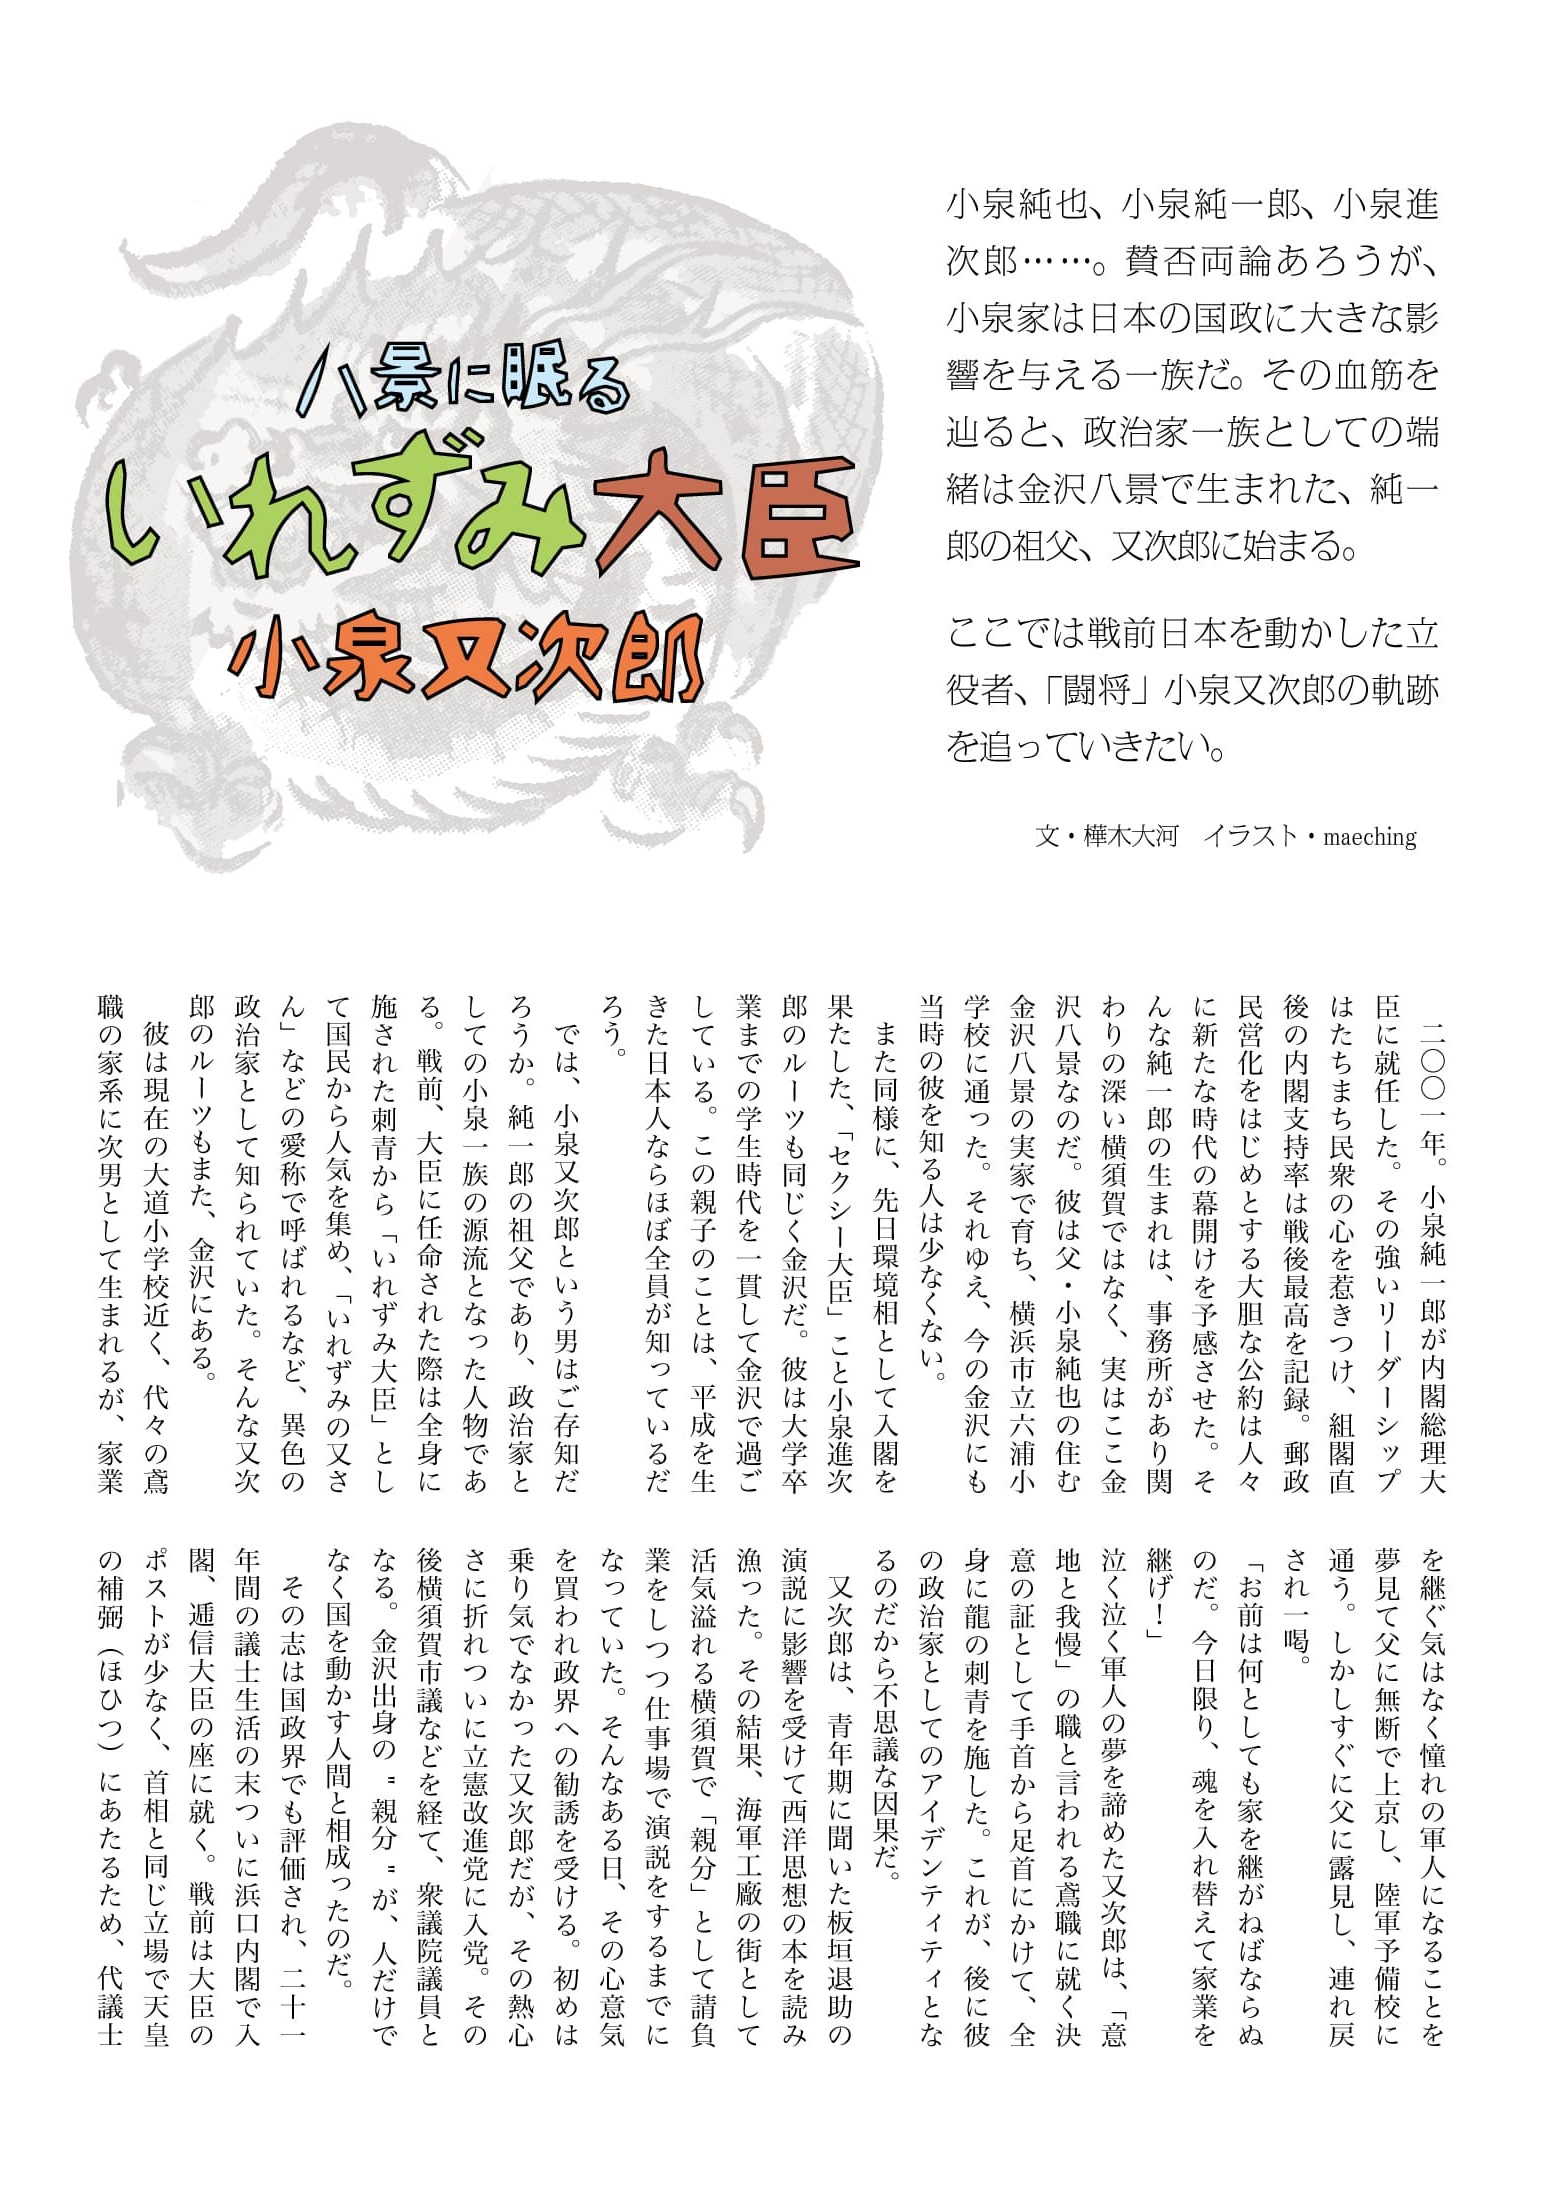 八景に眠る
いれずみ大臣
小泉又次郎
小泉純也、小泉純一郎、小泉進
次郎……。賛否両論あろうが、
小泉家は日本の国政に大きな影
響を与える一族だ。その血筋を
辿ると、政治家一族としての端
緒は金沢八景で生まれた、純一
郎の祖父、又次郎に始まる。
ここでは戦前日本を動かした立
役者、「闘将」小泉又次郎の軌跡
を追っていきたい。
文・樺木大河　イラスト・maeching
二〇〇一年。小泉純一郎が内閣総理大
臣に就任した。その強いリーダーシップ
はたちまち民衆の心を惹きつけ、組閣直
後の内閣支持率は戦後最高を記録。郵政
民営化をはじめとする大胆な公約は人々
に新たな時代の幕開けを予感させた。そ
んな純一郎の生まれは、事務所があり関
わりの深い横須賀ではなく、実はここ金
沢八景なのだ。彼は父・小泉純也の住む
金沢八景の実家で育ち、横浜市立六浦小
学校に通った。それゆえ、今の金沢にも
当時の彼を知る人は少なくない。
また同様に、先日環境相として入閣を
果たした、「セクシー大臣」こと小泉進次
郎のルーツも同じく金沢だ。彼は大学卒
業までの学生時代を一貫して金沢で過ご
している。この親子のことは、平成を生
きた日本人ならほぼ全員が知っているだ
ろう。
では、小泉又次郎という男はご存知だ
ろうか。純一郎の祖父であり、政治家と
しての小泉一族の源流となった人物であ
る。戦前、大臣に任命された際は全身に
施された刺青から「いれずみ大臣」とし
て国民から人気を集め、「いれずみの又さ
ん」などの愛称で呼ばれるなど、異色の
政治家として知られていた。そんな又次
郎のルーツもまた、金沢にある。
彼は現在の大道小学校近く、代々の鳶
職の家系に次男として生まれるが、家業
を継ぐ気はなく憧れの軍人になることを
夢見て父に無断で上京し、陸軍予備校に
通う。しかしすぐに父に露見し、連れ戻
され一喝。
「お前は何としても家を継がねばならぬ
のだ。今日限り、魂を入れ替えて家業を
継げ！」
泣く泣く軍人の夢を諦めた又次郎は、「意
地と我慢」の職と言われる鳶職に就く決
意の証として手首から足首にかけて、全
身に龍の刺青を施した。これが、後に彼
の政治家としてのアイデンティティとな
るのだから不思議な因果だ。
又次郎は、青年期に聞いた板垣退助の
演説に影響を受けて西洋思想の本を読み
漁った。その結果、海軍工廠の街として
活気溢れる横須賀で「親分」として請負
業をしつつ仕事場で演説をするまでに
なっていた。そんなある日、その心意気
を買われ政界への勧誘を受ける。初めは
乗り気でなかった又次郎だが、その熱心
さに折れついに立憲改進党に入党。その
後横須賀市議などを経て、衆議院議員と
なる。金沢出身の〝親分〟が、人だけで
なく国を動かす人間と相成ったのだ。
その志は国政界でも評価され、二十一
年間の議士生活の末ついに浜口内閣で入
閣、逓信大臣の座に就く。戦前は大臣の
ポストが少なく、首相と同じ立場で天皇
の補弼（ほひつ）にあたるため、代議士